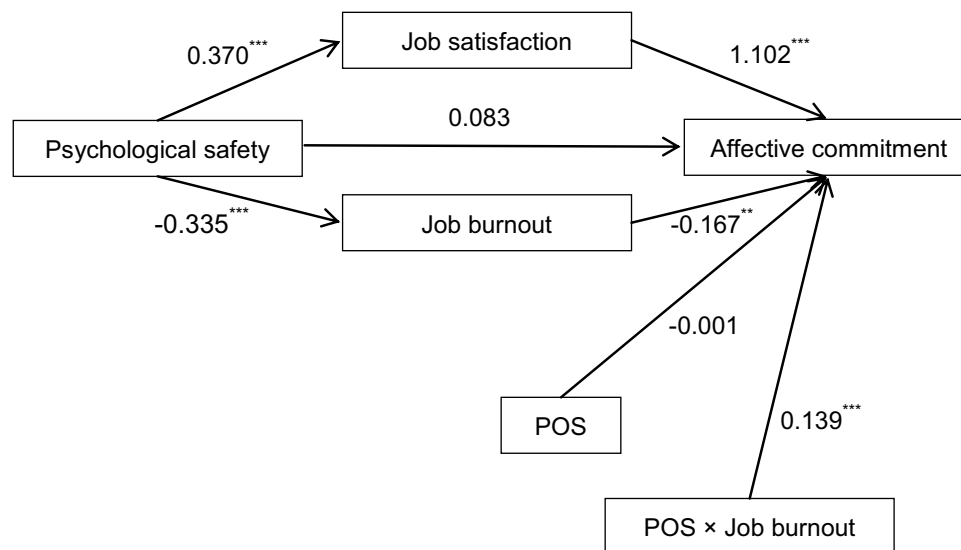 Job satisfaction
0.370***
1.102***
0.083
Psychological safety
Affective commitment
-0.335***
Job burnout
-0.167**
-0.001
POS
0.139***
POS × Job burnout